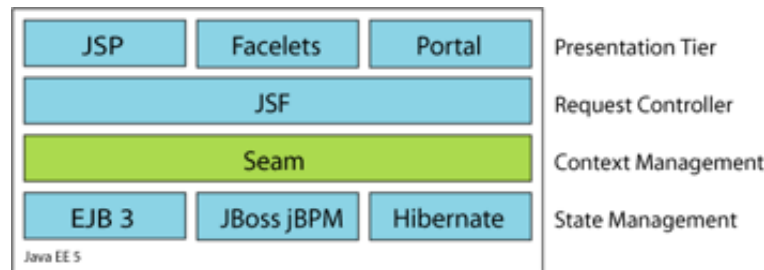 JSP Facelets Portal Presentation Tier
JSF Request Controller
Seam Context Management
EJB 3 JBoss jBPM Hibernate State Management
Java EE 5